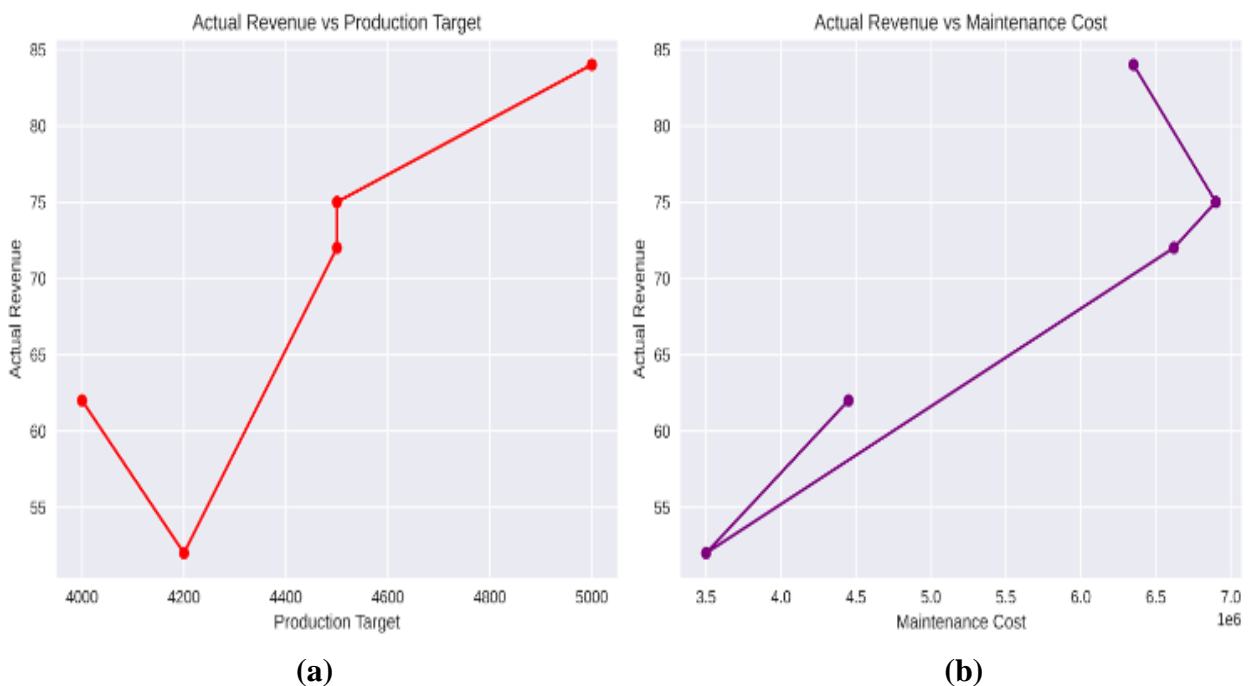 Actual Revenue vs Production Target
85
80
75
70
65
60
55
Actual Revenue
4000 4200 4400 4600 4800 5000
Production Target
(a)
Actual Revenue vs Maintenance Cost
85
80
75
70
65
60
55
Actual Revenue
3.5 4.0 4.5 5.0 5.5 6.0 6.5 7.0
1e6
Maintenance Cost
(b)